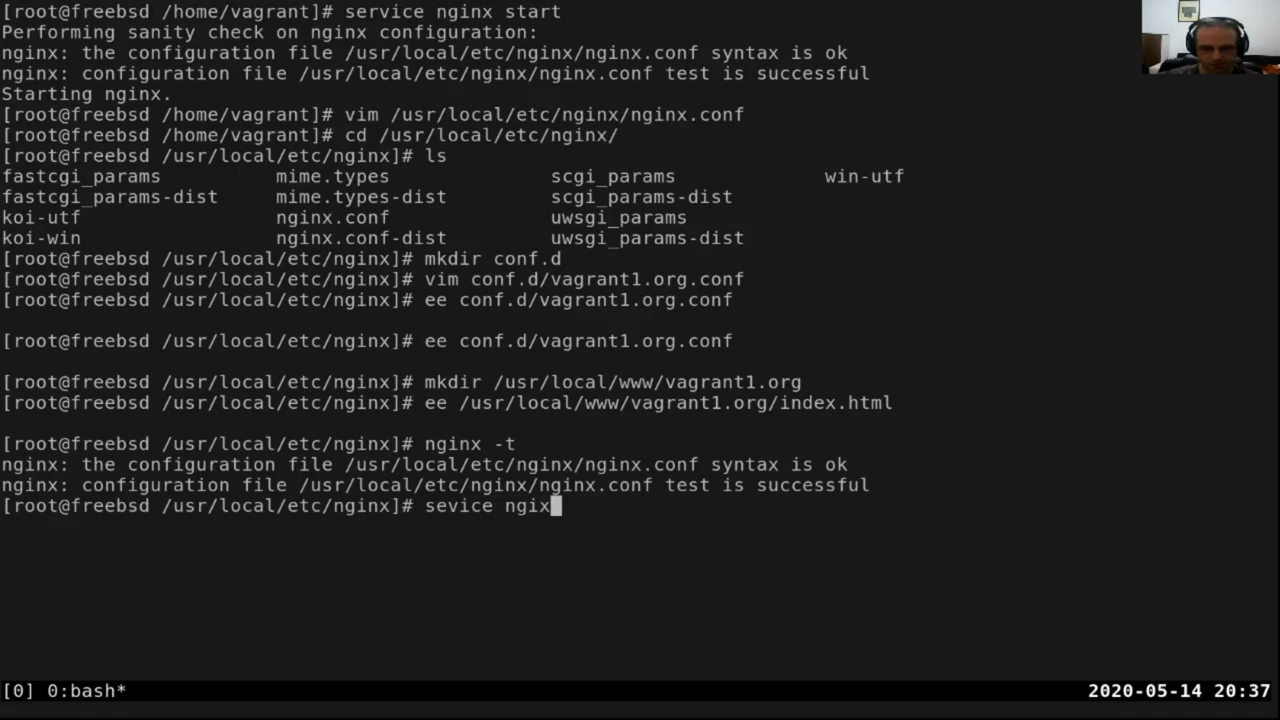 [root@freebsd /home/vagrant]# service nginx start
Performing sanity check on nginx configuration:
nginx: the configuration file /usr/local/etc/nginx/nginx.conf syntax is ok
nginx: configuration file /usr/local/etc/nginx/nginx.conf test is successful
Starting nginx.
[root@freebsd /home/vagrant]# vim /usr/local/etc/nginx/nginx.conf
[root@freebsd /home/vagrant]# cd /usr/local/etc/nginx/
[root@freebsd /usr/local/etc/nginx]# ls
fastcgi_params mime.types scgi_params win-utf
fastcgi_params-dist mime.types-dist scgi_params-dist
koi-utf nginx.conf uwsgi_params
koi-win nginx.conf-dist uwsgi_params-dist
[root@freebsd /usr/local/etc/nginx]# mkdir conf.d
[root@freebsd /usr/local/etc/nginx]# vim conf.d/vagrant1.org.conf
[root@freebsd /usr/local/etc/nginx]# ee conf.d/vagrant1.org.conf
[root@freebsd /usr/local/etc/nginx]# ee conf.d/vagrant1.org.conf
[root@freebsd /usr/local/etc/nginx]# mkdir /usr/local/www/vagrant1.org
[root@freebsd /usr/local/etc/nginx]# ee /usr/local/www/vagrant1.org/index.html
[root@freebsd /usr/local/etc/nginx]# nginx -t
nginx: the configuration file /usr/local/etc/nginx/nginx.conf syntax is ok
nginx: configuration file /usr/local/etc/nginx/nginx.conf test is successful
[root@freebsd /usr/local/etc/nginx]# sevice ngix
[0] 0:bash* 2020-05-14 20:37